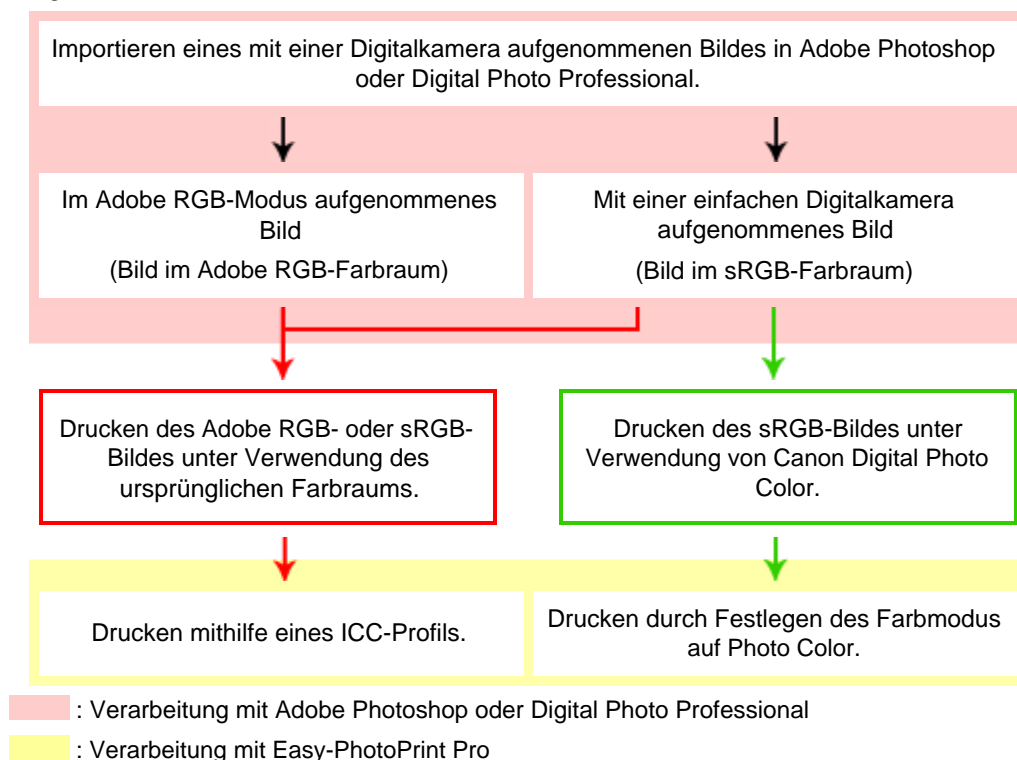 Importieren eines mit einer Digitalkamera aufgenommenen Bildes in Adobe Photoshop
oder Digital Photo Professional.
Im Adobe RGB-Modus aufgenommenes
Bild
(Bild im Adobe RGB-Farbraum)
Mit einer einfachen Digitalkamera
aufgenommenes Bild
(Bild im sRGB-Farbraum)
Drucken des Adobe RGB- oder sRGB-
Bildes unter Verwendung des
ursprünglichen Farbraums.
Drucken des sRGB-Bildes unter
Verwendung von Canon Digital Photo
Color.
Drucken mithilfe eines ICC-Profils.
Drucken durch Festlegen des Farbmodus
auf Photo Color.
: Verarbeitung mit Adobe Photoshop oder Digital Photo Professional
: Verarbeitung mit Easy-PhotoPrint Pro